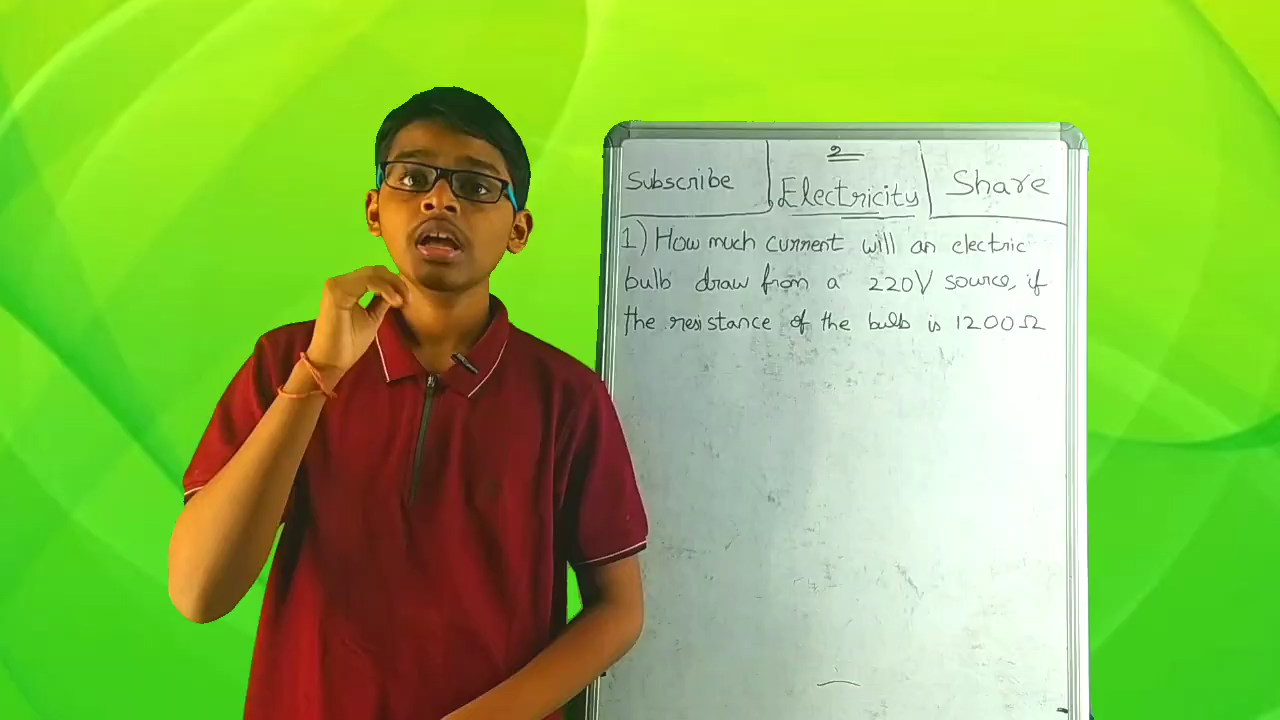 2
Subscribe
Electricity
Share
1) How much current will an electric
bulb draw from a 220V source, if
the resistance of the bulb is 1200Ω